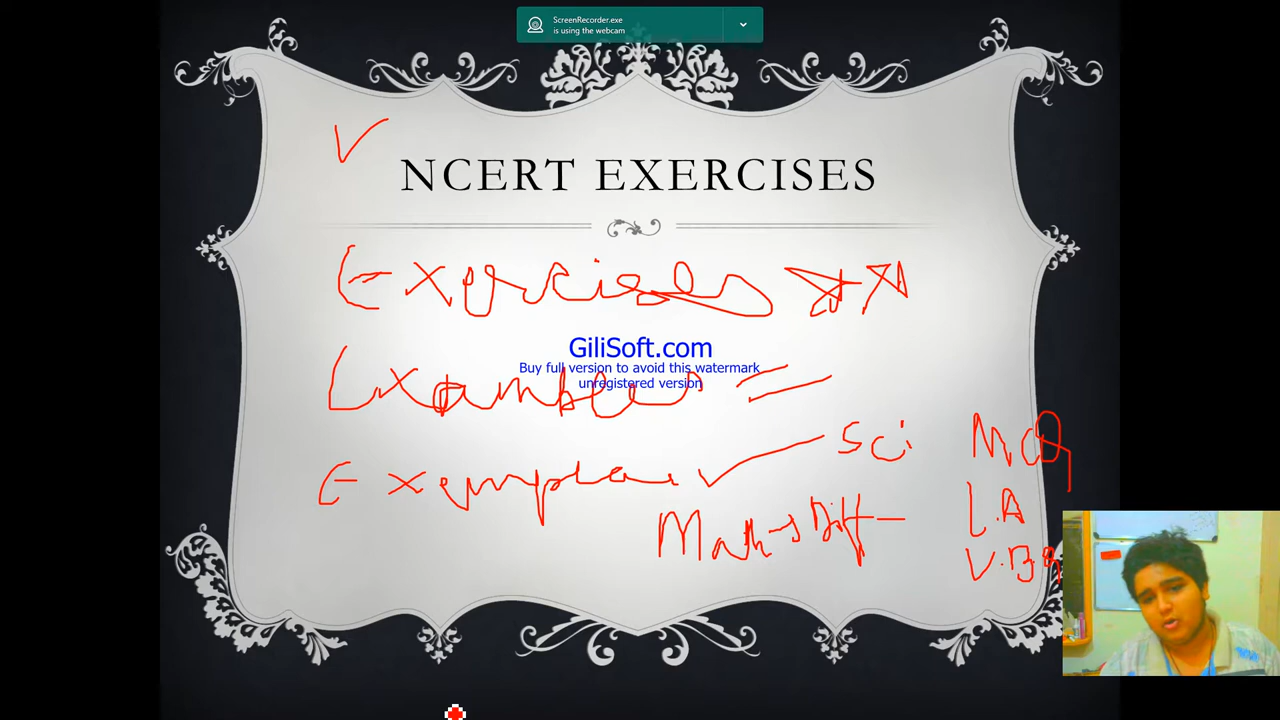 ScreenRecorder.exe
is using the webcam
NCERT EXERCISES
Exercises
GiliSoft.com
Buy full version to avoid this watermark
unregistered version
Examples =
Exemplar
Sci
Math → Diff
MCQ
L.A